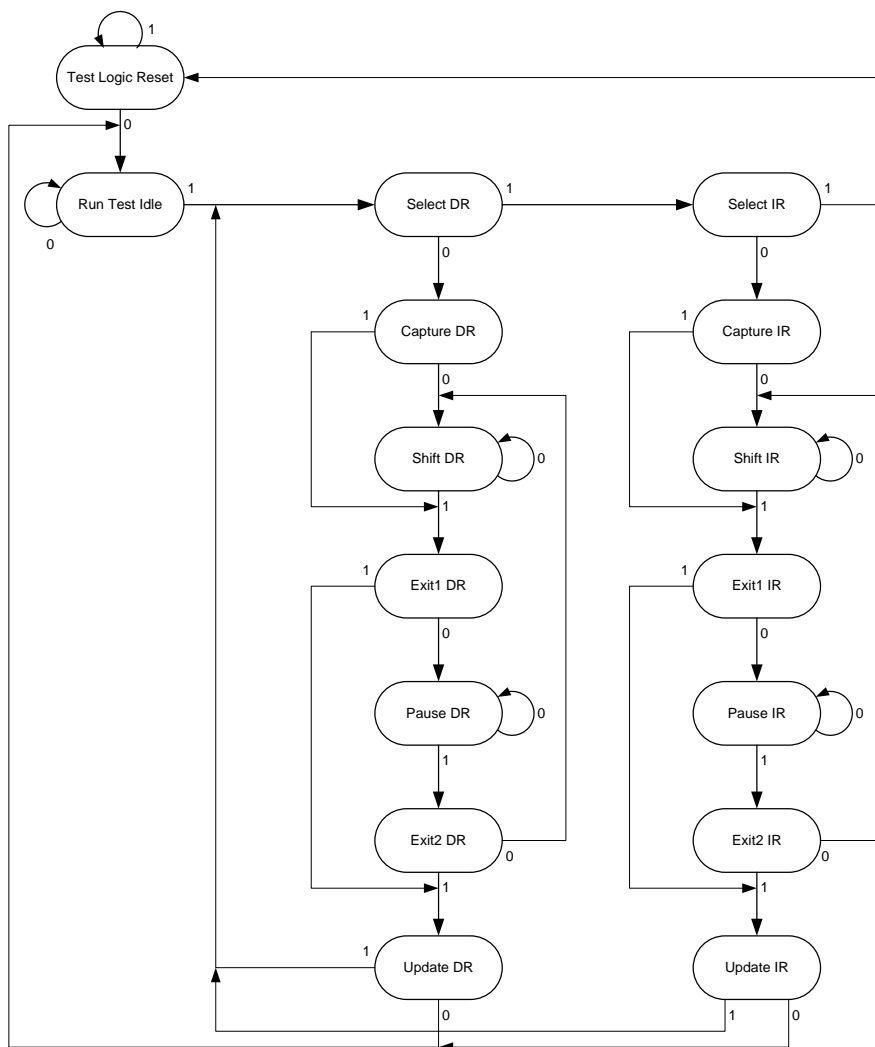 1
Test Logic Reset
0
Run Test Idle
1
0
Select DR
1
Select IR
1
0
0
1
Capture DR
1
Capture IR
0
0
Shift DR
0
Shift IR
0
1
1
1
Exit1 DR
1
Exit1 IR
0
0
Pause DR
0
Pause IR
0
1
1
Exit2 DR
0
Exit2 IR
0
1
1
1
Update DR
Update IR
0
1
0